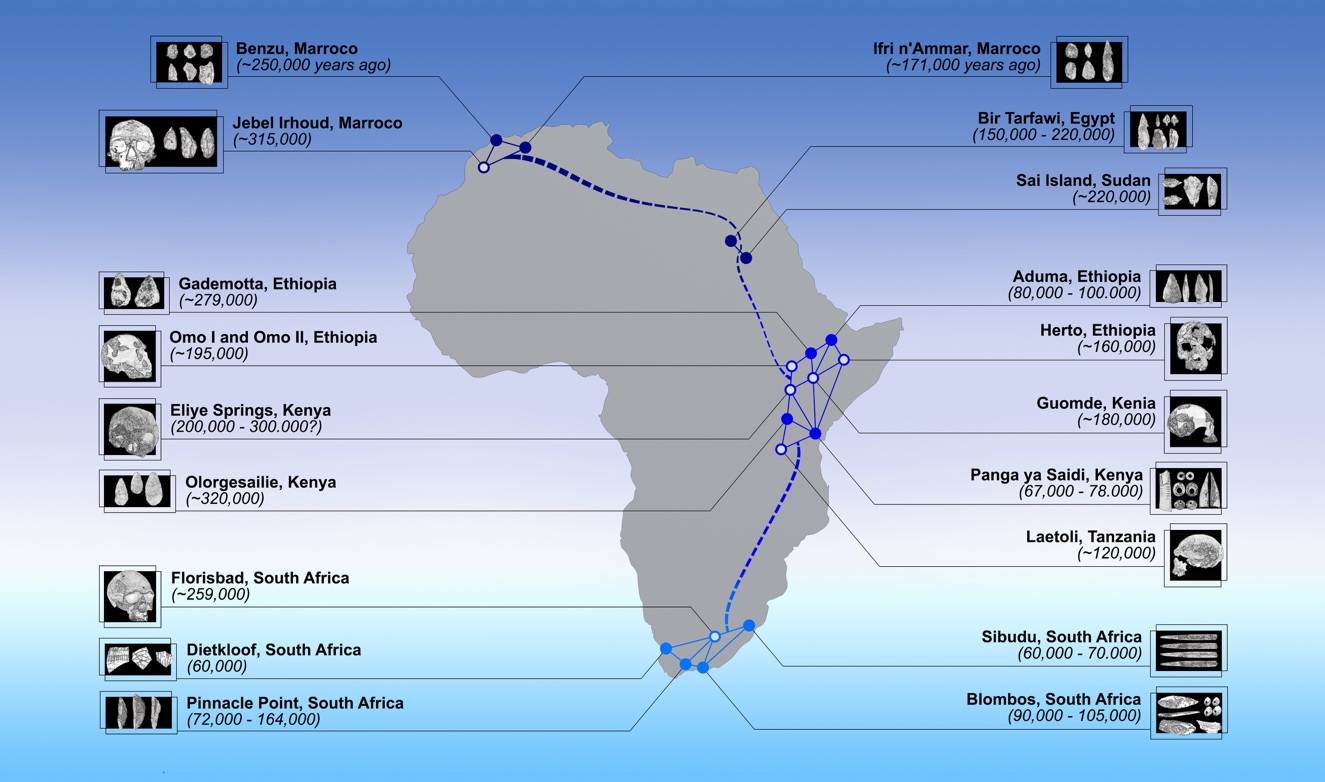 Benzu, Marroco
(~250,000 years ago)
Jebel Irhoud, Marroco
(~315,000)
Gademotta, Ethiopia
(~279,000)
Omo I and Omo II, Ethiopia
(~195,000)
Eliye Springs, Kenya
(200,000 - 300.000?)
Olorgesailie, Kenya
(~320,000)
Florisbad, South Africa
(~259,000)
Dietkloof, South Africa
(60,000)
Pinnacle Point, South Africa
(72,000 - 164,000)
Ifri n'Ammar, Marroco
(~171,000 years ago)
Bir Tarfawi, Egypt
(150,000 - 220,000)
Sai Island, Sudan
(~220,000)
Aduma, Ethiopia
(80,000 - 100.000)
Herto, Ethiopia
(~160,000)
Guomde, Kenia
(~180,000)
Panga ya Saidi, Kenya
(67,000 - 78.000)
Laetoli, Tanzania
(~120,000)
Sibudu, South Africa
(60,000 - 70.000)
Blombos, South Africa
(90,000 - 105,000)